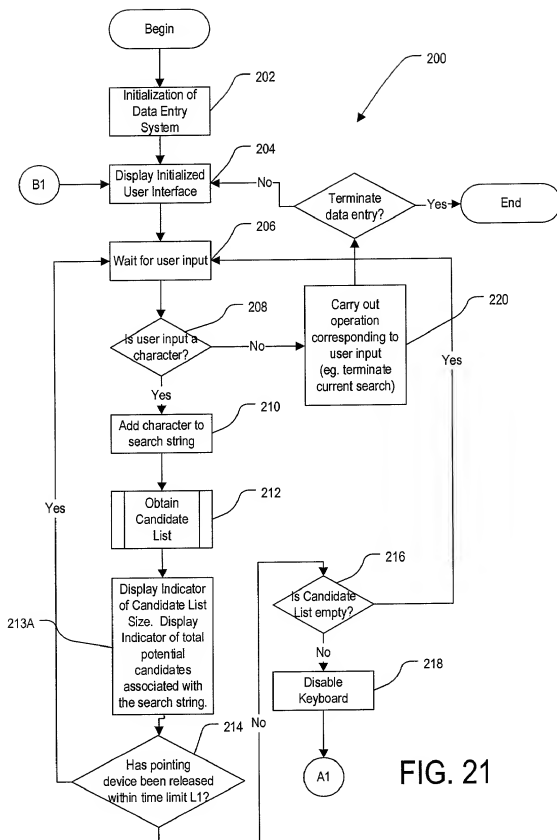 Begin
202
200
Initialization of
Data Entry
System
204
B1
Display Initialized
User Interface
No
Terminate
data entry?
Yes
End
206
Wait for user input
208
Is user input a
character?
No
Carry out
operation
corresponding to
user input
(eg. terminate
current search)
220
Yes
Yes
210
Add character to
search string
Yes
212
Obtain
Candidate
List
216
Is Candidate
List empty?
213A
Display Indicator
of Candidate List
Size. Display
Indicator of total
potential
candidates
associated with
the search string.
No
218
No
Disable
Keyboard
214
Has pointing
device been released
within time limit L1?
A1
FIG. 21